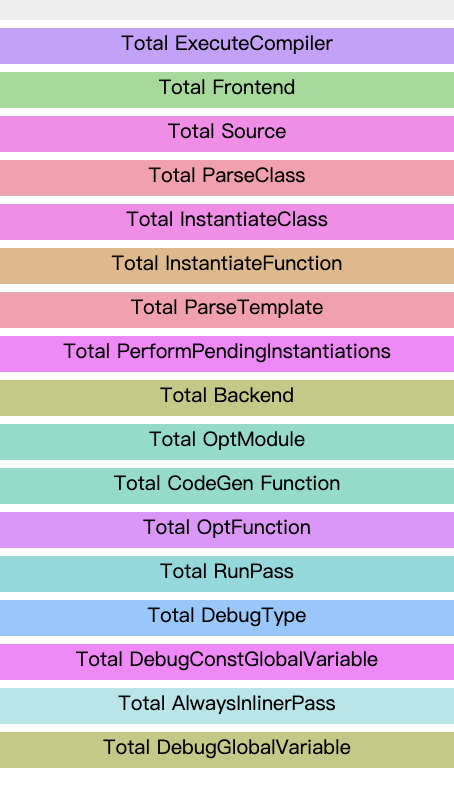 Total ExecuteCompiler
Total Frontend
Total Source
Total ParseClass
Total InstantiateClass
Total InstantiateFunction
Total ParseTemplate
Total PerformPendingInstantiations
Total Backend
Total OptModule
Total CodeGen Function
Total OptFunction
Total RunPass
Total DebugType
Total DebugConstGlobalVariable
Total AlwaysInlinerPass
Total DebugGlobalVariable